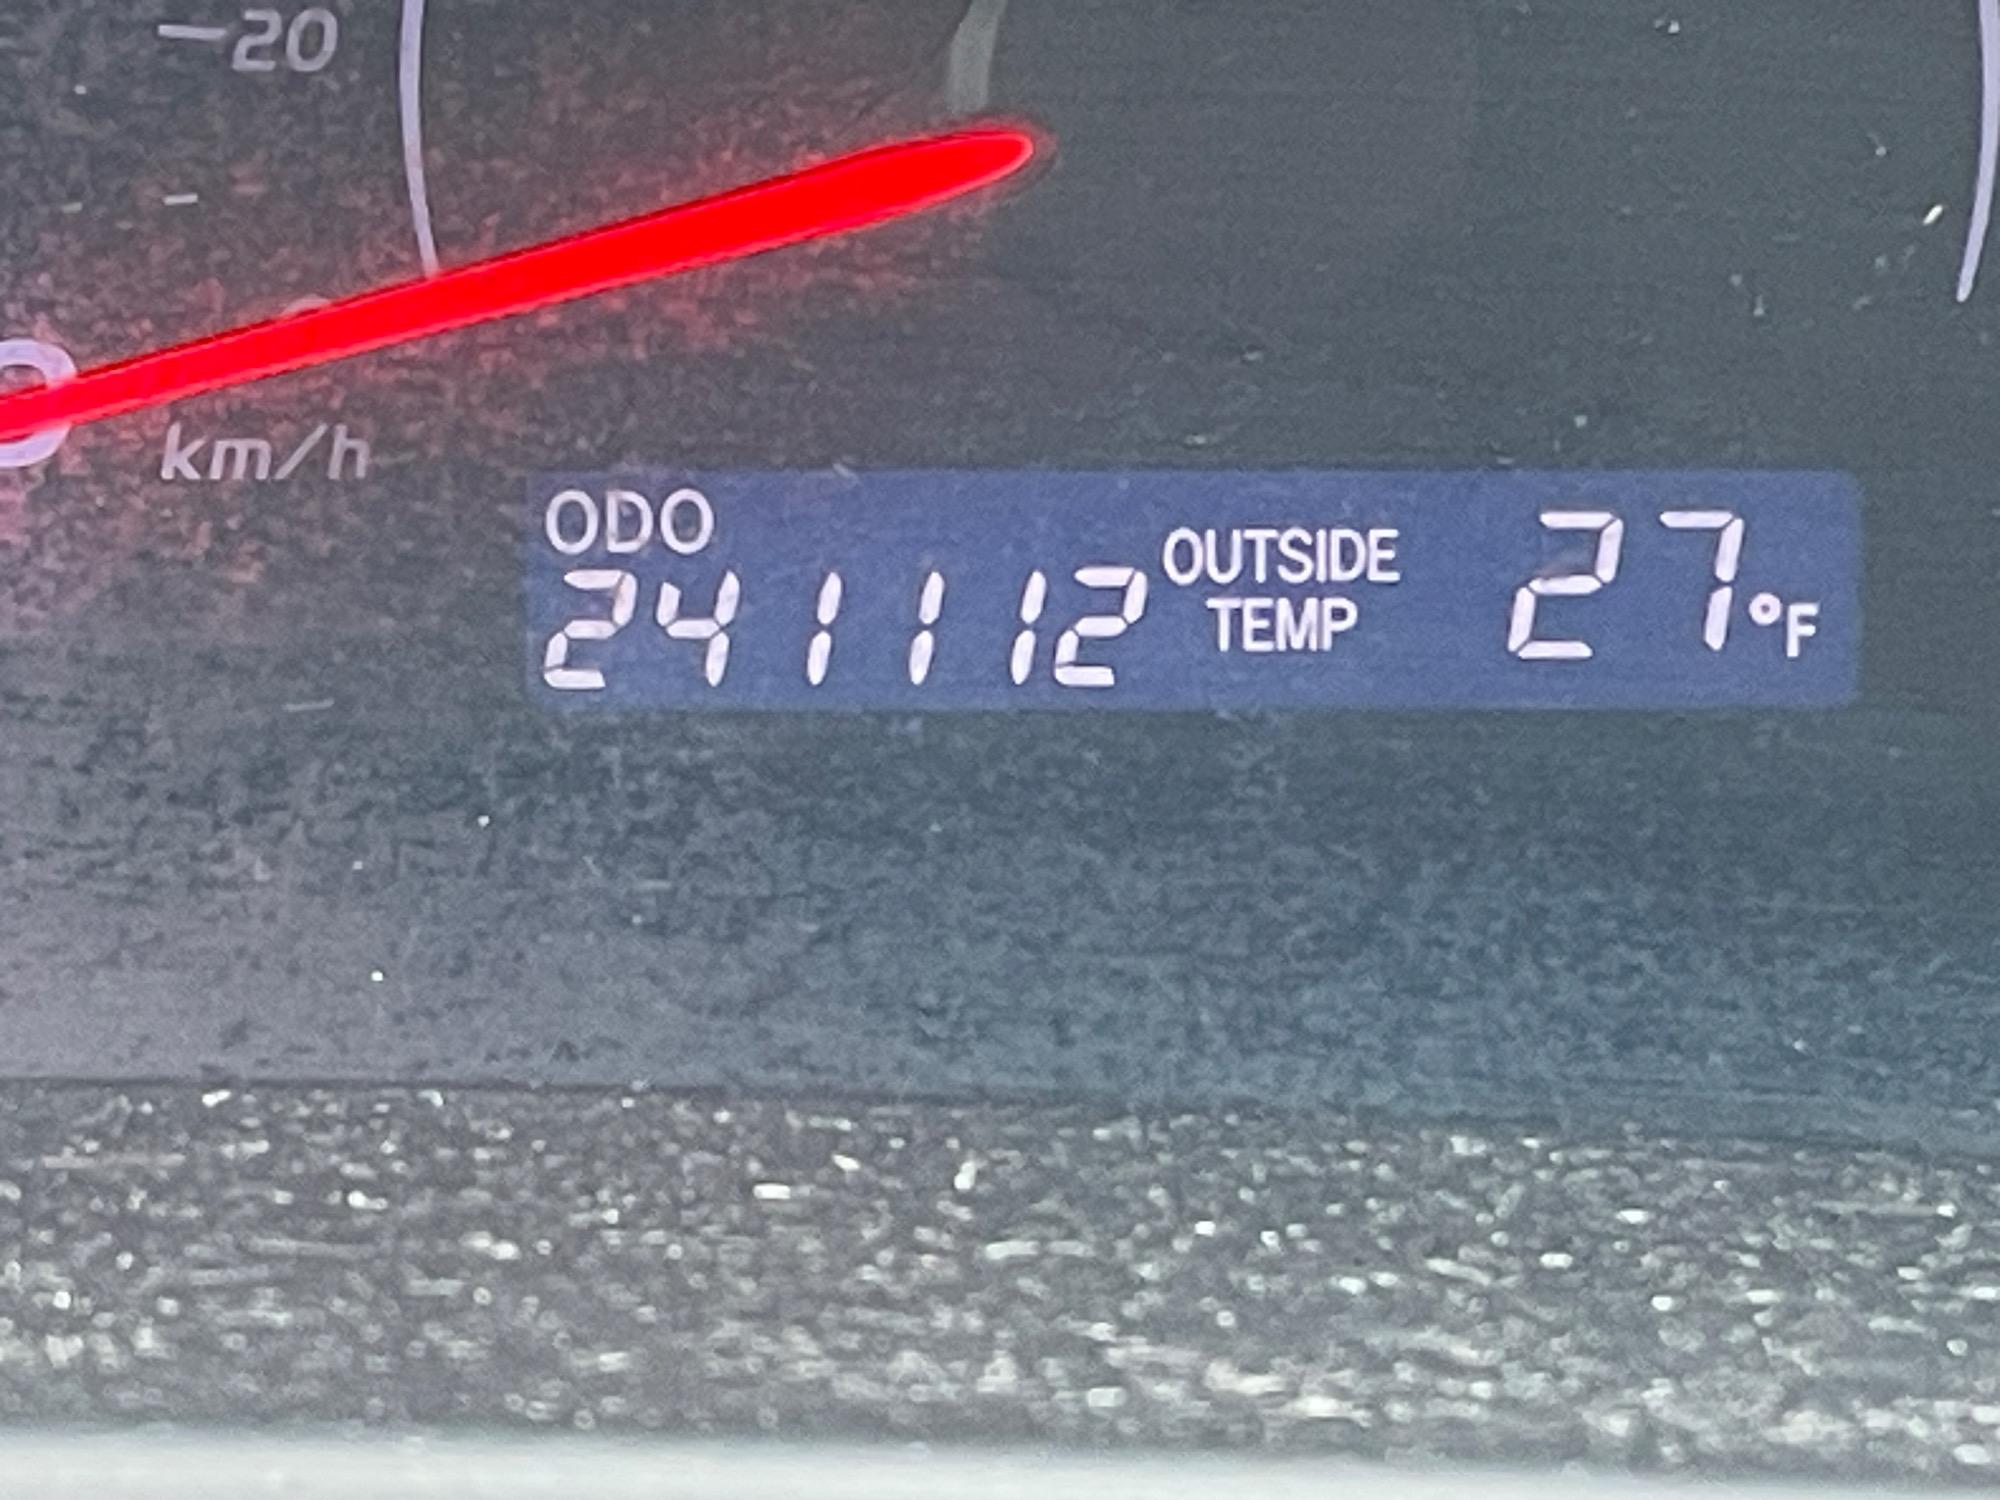 -20
km/h
ODO
241112
OUTSIDE
TEMP
27°F